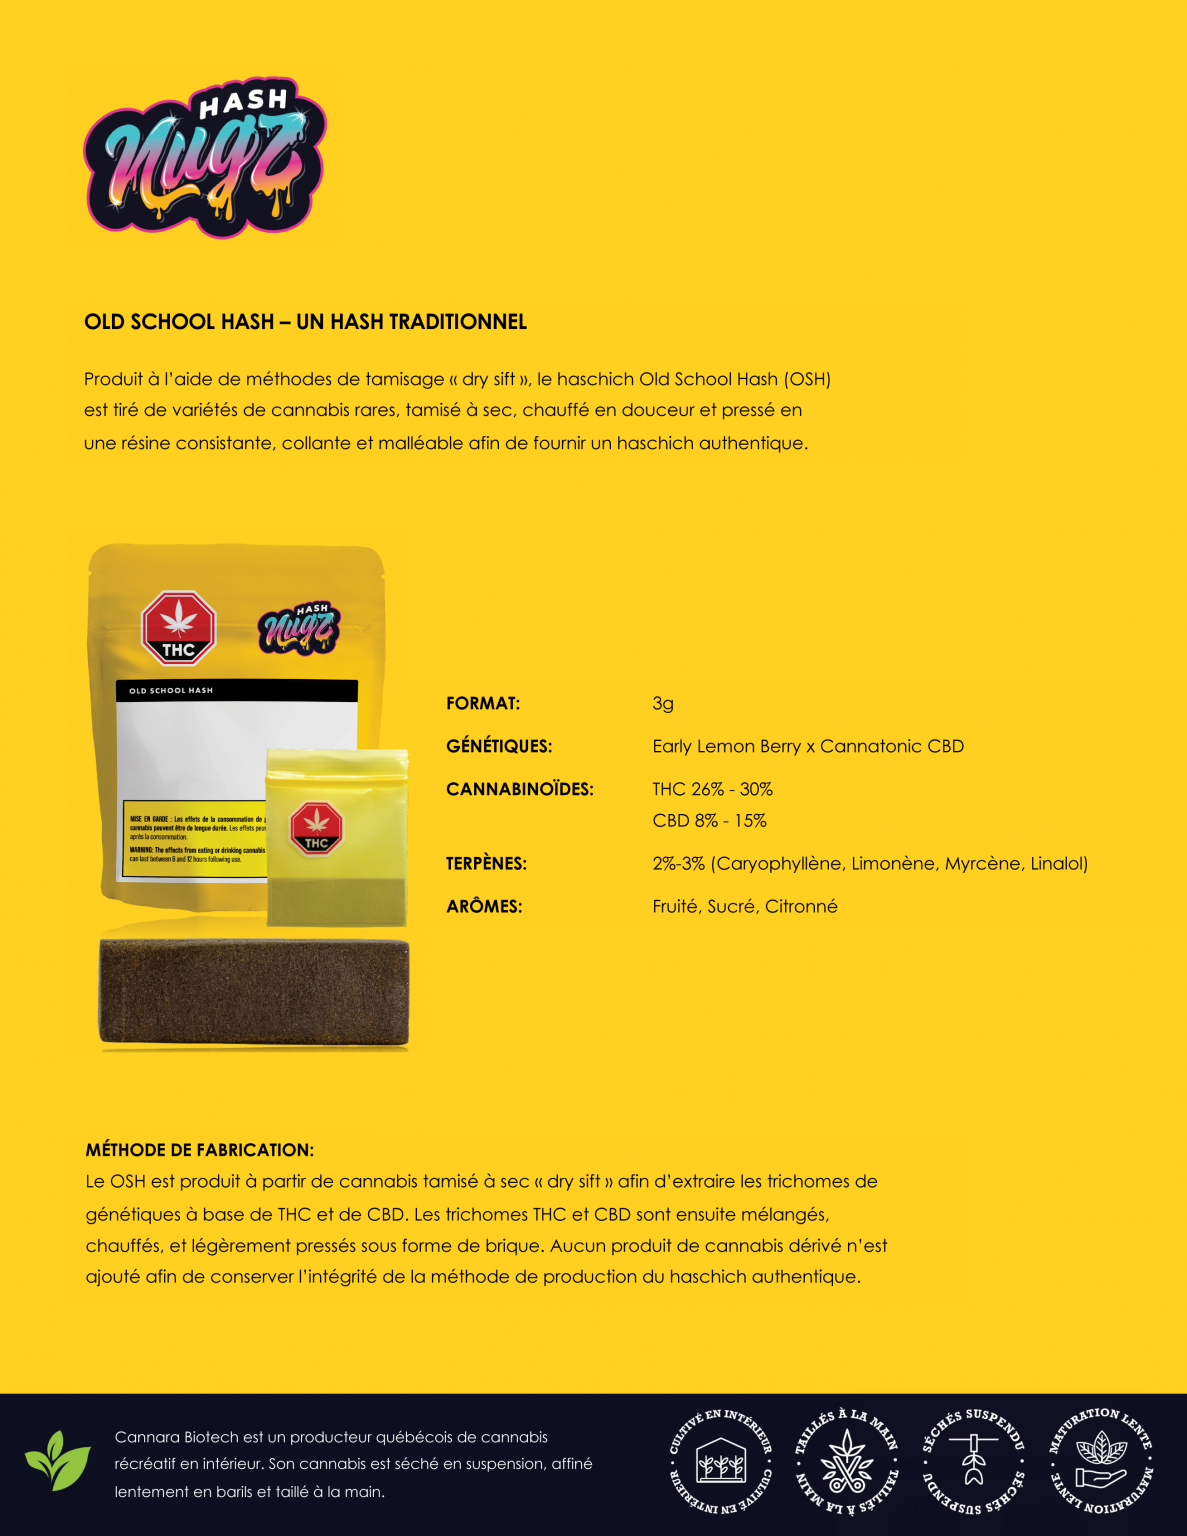 HASH
Nugz
OLD SCHOOL HASH – UN HASH TRADITIONNEL
Produit à l'aide de méthodes de tamisage « dry sift », le haschich Old School Hash (OSH)
est tiré de variétés de cannabis rares, tamisé à sec, chauffé en douceur et pressé en
une résine consistante, collante et malléable afin de fournir un haschich authentique.
THC
HASH
Nugz
OLD SCHOOL HASH
MISE EN GARDE : Les effets de la consommation de
cannabis peuvent être de longue durée. Les effets
après la consommation.
WARNING: The effects from eating or drinking cannabis
can last between 6 and 12 hours following use.
THC
FORMAT: 3g
GÉNÉTIQUES: Early Lemon Berry x Cannatonic CBD
CANNABINOÏDES: THC 26% - 30%
CBD 8% - 15%
TERPÈNES: 2%-3% (Caryophyllène, Limonène, Myrcène, Linalol)
ARÔMES: Fruité, Sucré, Citronné
MÉTHODE DE FABRICATION:
Le OSH est produit à partir de cannabis tamisé à sec « dry sift » afin d'extraire les trichomes de
génétiques à base de THC et de CBD. Les trichomes THC et CBD sont ensuite mélangés,
chauffés, et légèrement pressés sous forme de brique. Aucun produit de cannabis dérivé n'est
ajouté afin de conserver l'intégrité de la méthode de production du haschich authentique.
Cannara Biotech est un producteur québécois de cannabis
récréatif en intérieur. Son cannabis est séché en suspension, affiné
lentement en barils et taillé à la main.
CULTIVÉ EN INTÉRIEUR • CULTIVÉ EN INTÉRIEUR •
TAILLÉS À LA MAIN • TAILLÉS À LA MAIN •
SÉCHÉS SUSPENDU • SÉCHÉS SUSPENDU •
MATURATION LENTE • MATURATION LENTE •